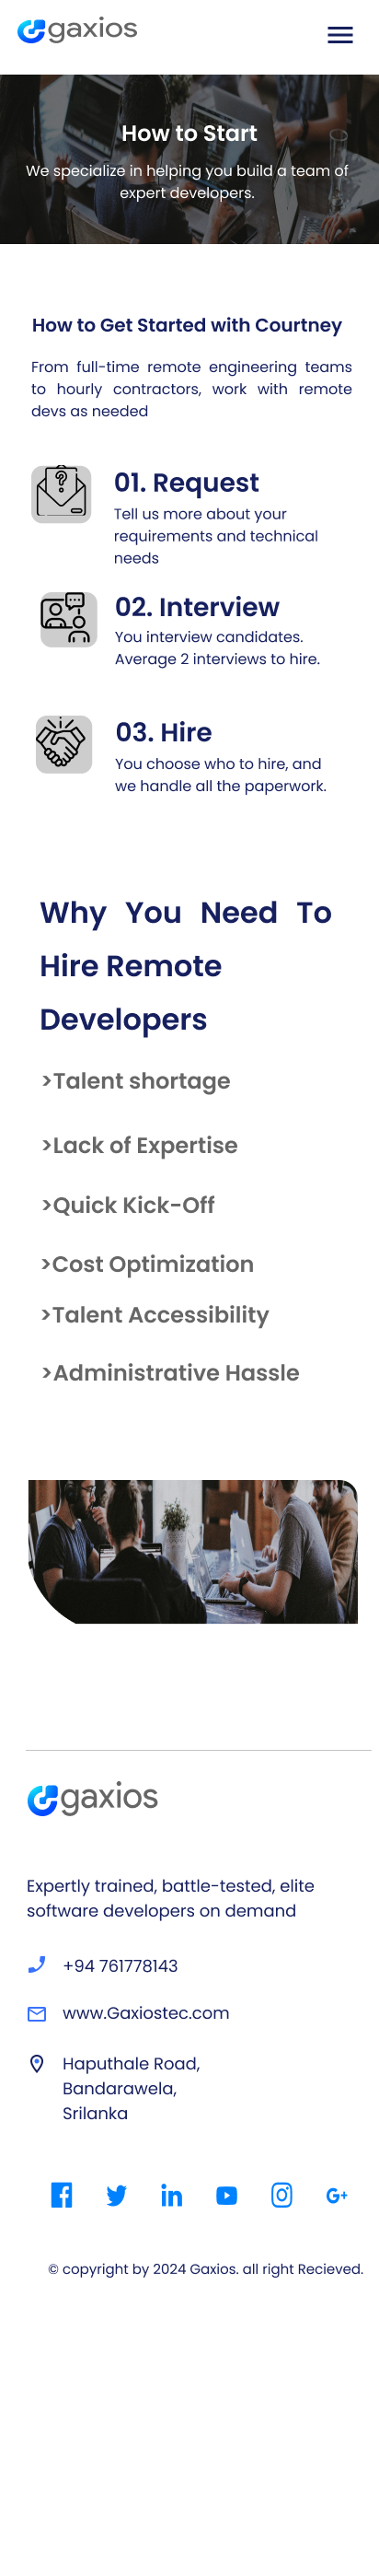 gaxios
How to Start
We specialize in helping you build a team of
expert developers.
How to Get Started with Courtney
From full-time remote engineering teams
to hourly contractors, work with remote
devs as needed
01. Request
Tell us more about your
requirements and technical
needs
02. Interview
You interview candidates.
Average 2 interviews to hire.
03. Hire
You choose who to hire, and
we handle all the paperwork.
Why You Need To
Hire Remote
Developers
>Talent shortage
>Lack of Expertise
>Quick Kick-Off
>Cost Optimization
>Talent Accessibility
>Administrative Hassle
gaxios
Expertly trained, battle-tested, elite
software developers on demand
+94 761778143
www.Gaxiostec.com
Haputhale Road,
Bandarawela,
Srilanka
© copyright by 2024 Gaxios. all right Recieved.